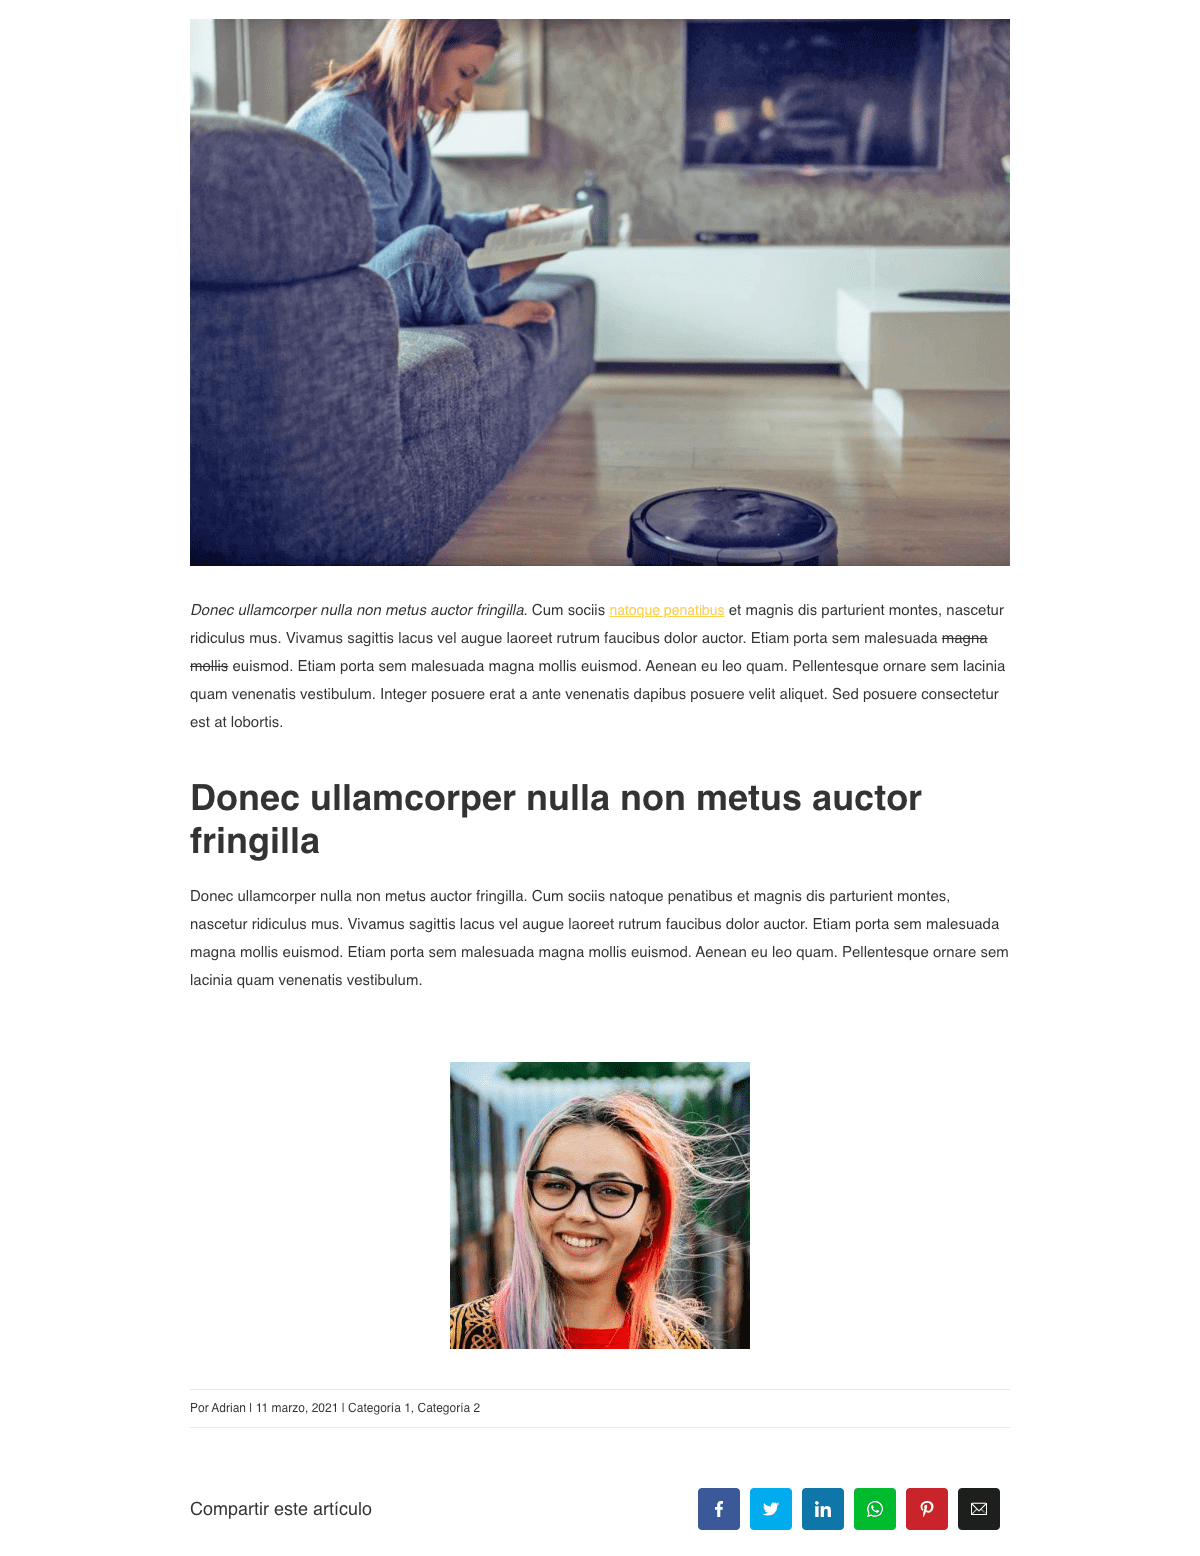 Donec ullamcorper nulla non metus auctor fringilla. Cum sociis natoque penatibus et magnis dis parturient montes, nascetur
ridiculus mus. Vivamus sagittis lacus vel augue laoreet rutrum faucibus dolor auctor. Etiam porta sem malesuada magna
mollis euismod. Etiam porta sem malesuada magna mollis euismod. Aenean eu leo quam. Pellentesque ornare sem lacinia
quam venenatis vestibulum. Integer posuere erat a ante venenatis dapibus posuere velit aliquet. Sed posuere consectetur
est at lobortis.
Donec ullamcorper nulla non metus auctor
fringilla
Donec ullamcorper nulla non metus auctor fringilla. Cum sociis natoque penatibus et magnis dis parturient montes,
nascetur ridiculus mus. Vivamus sagittis lacus vel augue laoreet rutrum faucibus dolor auctor. Etiam porta sem malesuada
magna mollis euismod. Etiam porta sem malesuada magna mollis euismod. Aenean eu leo quam. Pellentesque ornare sem
lacinia quam venenatis vestibulum.
Por Adrian | 11 marzo, 2021 | Categoría 1, Categoría 2
Compartir este artículo